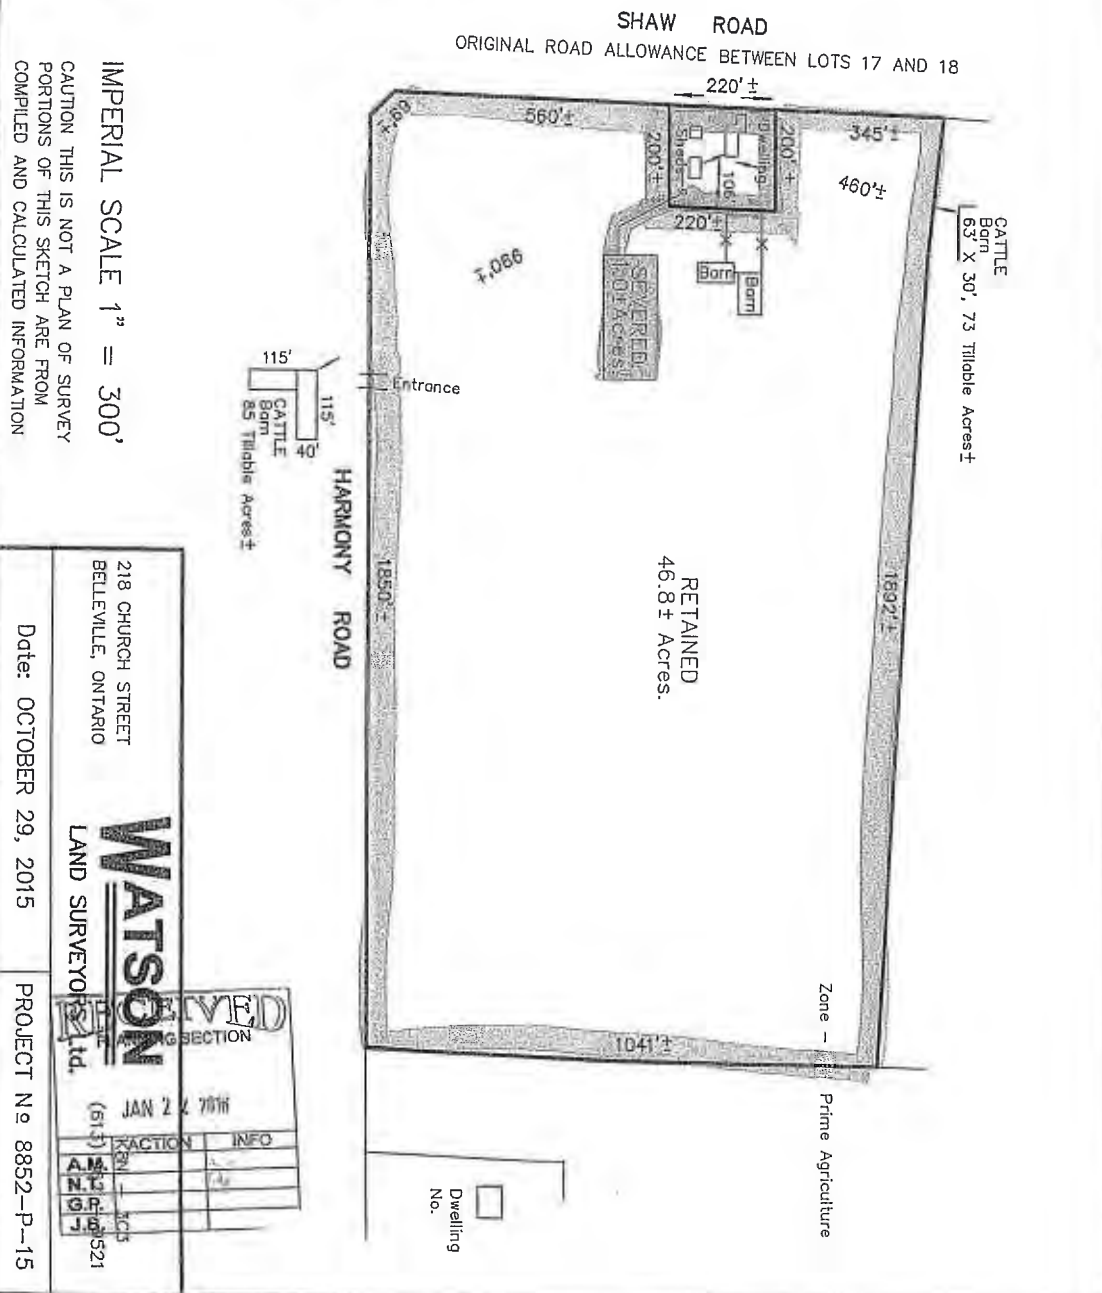 SHAW ROAD
ORIGINAL ROAD ALLOWANCE BETWEEN LOTS 17 AND 18
220'±
560'±
345'±
69'±
200'±
200'±
Dwelling
Sheds
106'
220'±
460'±
990'±
CATTLE
Barn
63' X 30', 73 Tillable Acres±
Barn
Barn
SEVERED
1.0± Acres
Entrance
115'
115'
40'
CATTLE
Barn
85 Tillable Acres±
HARMONY ROAD
1850'±
1892'±
RETAINED
46.8± Acres.
1041'±
Zone – Prime Agriculture
Dwelling
No.
IMPERIAL SCALE 1" = 300'
CAUTION THIS IS NOT A PLAN OF SURVEY
PORTIONS OF THIS SKETCH ARE FROM
COMPILED AND CALCULATED INFORMATION
218 CHURCH STREET
BELLEVILLE, ONTARIO
WATSON
LAND SURVEYORS Ltd.
(613)
9521
Date: OCTOBER 29, 2015
PROJECT Nº 8852–P–15
RECEIVED
PLANNING SECTION
JAN 2 2016
ACTION INFO
A.M.
N.T.
G.P.
J.B.